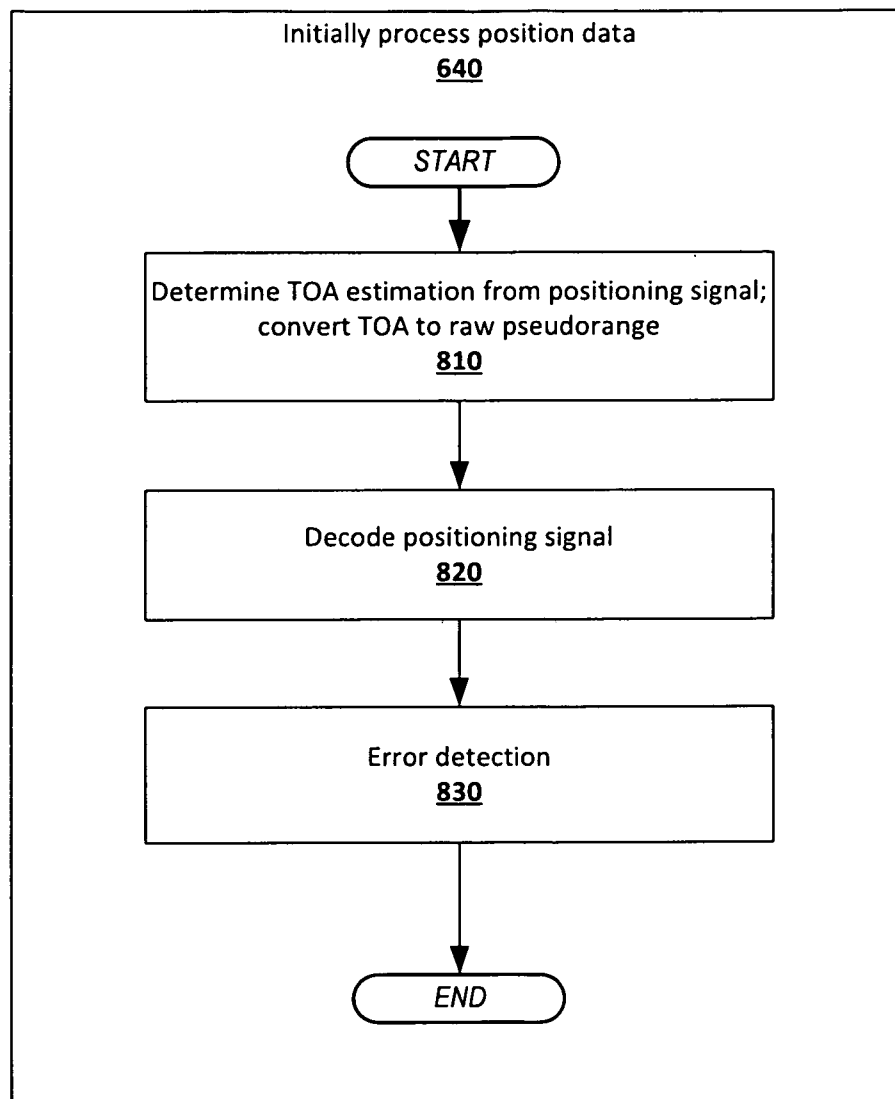 Initially process position data
640
START
Determine TOA estimation from positioning signal;
convert TOA to raw pseudorange
810
Decode positioning signal
820
Error detection
830
END